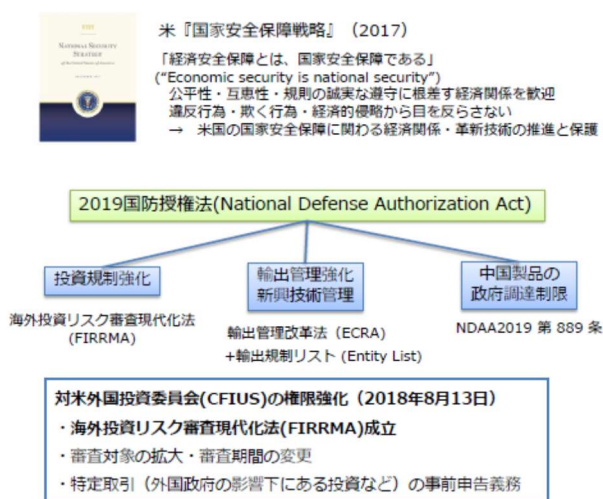 NATIONAL SECURITY
STRATEGY
of the United States of America
米『国家安全保障戦略』（2017）
「経済安全保障とは、国家安全保障である」
(“Economic security is national security”)
公平性・互恵性・規則の誠実な遵守に根差す経済関係を歓迎
違反行為・欺く行為・経済的侵略から目を反らさない
→ 米国の国家安全保障に関わる経済関係・革新技術の推進と保護
2019国防授権法(National Defense Authorization Act)
投資規制強化
海外投資リスク審査現代化法
(FIRRMA)
輸出管理強化
新興技術管理
輸出管理改革法（ECRA）
+輸出規制リスト (Entity List)
中国製品の
政府調達制限
NDAA2019 第 889 条
対米外国投資委員会(CFIUS)の権限強化（2018年8月13日）
・海外投資リスク審査現代化法(FIRRMA)成立
・審査対象の拡大・審査期間の変更
・特定取引（外国政府の影響下にある投資など）の事前申告義務